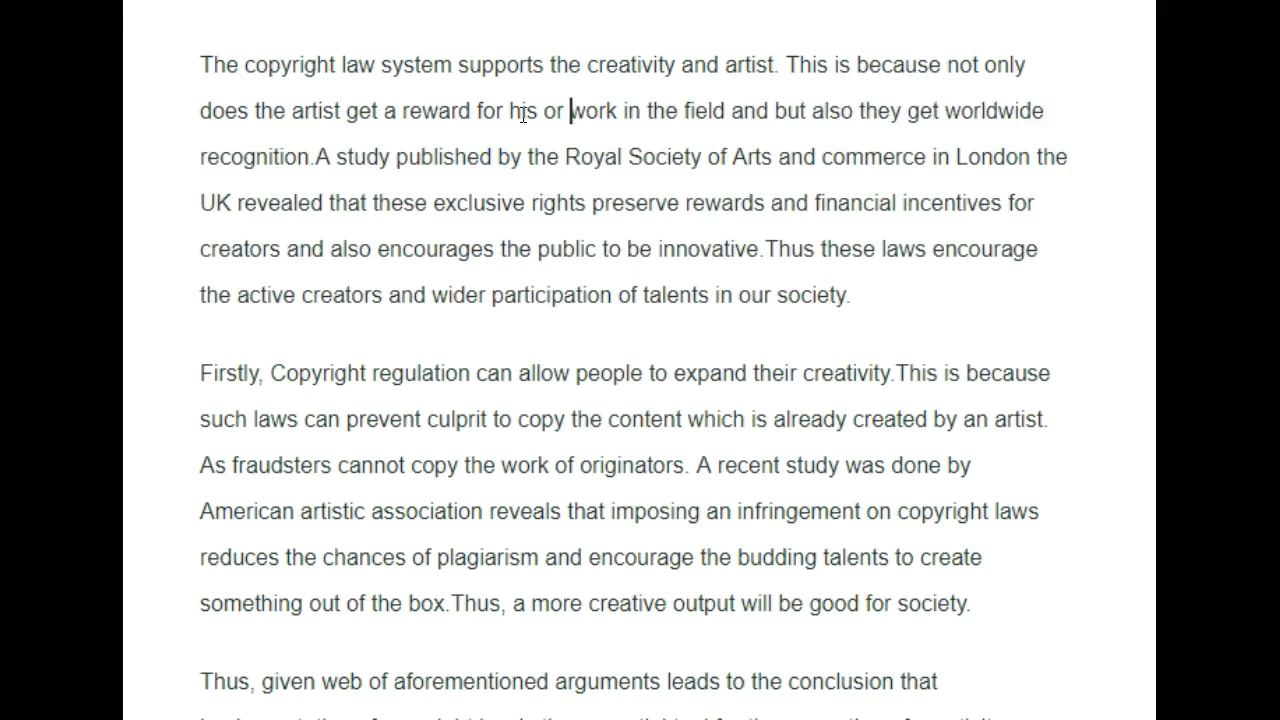 The copyright law system supports the creativity and artist. This is because not only
does the artist get a reward for his or work in the field and but also they get worldwide
recognition.A study published by the Royal Society of Arts and commerce in London the
UK revealed that these exclusive rights preserve rewards and financial incentives for
creators and also encourages the public to be innovative.Thus these laws encourage
the active creators and wider participation of talents in our society.
Firstly, Copyright regulation can allow people to expand their creativity.This is because
such laws can prevent culprit to copy the content which is already created by an artist.
As fraudsters cannot copy the work of originators. A recent study was done by
American artistic association reveals that imposing an infringement on copyright laws
reduces the chances of plagiarism and encourage the budding talents to create
something out of the box.Thus, a more creative output will be good for society.
Thus, given web of aforementioned arguments leads to the conclusion that